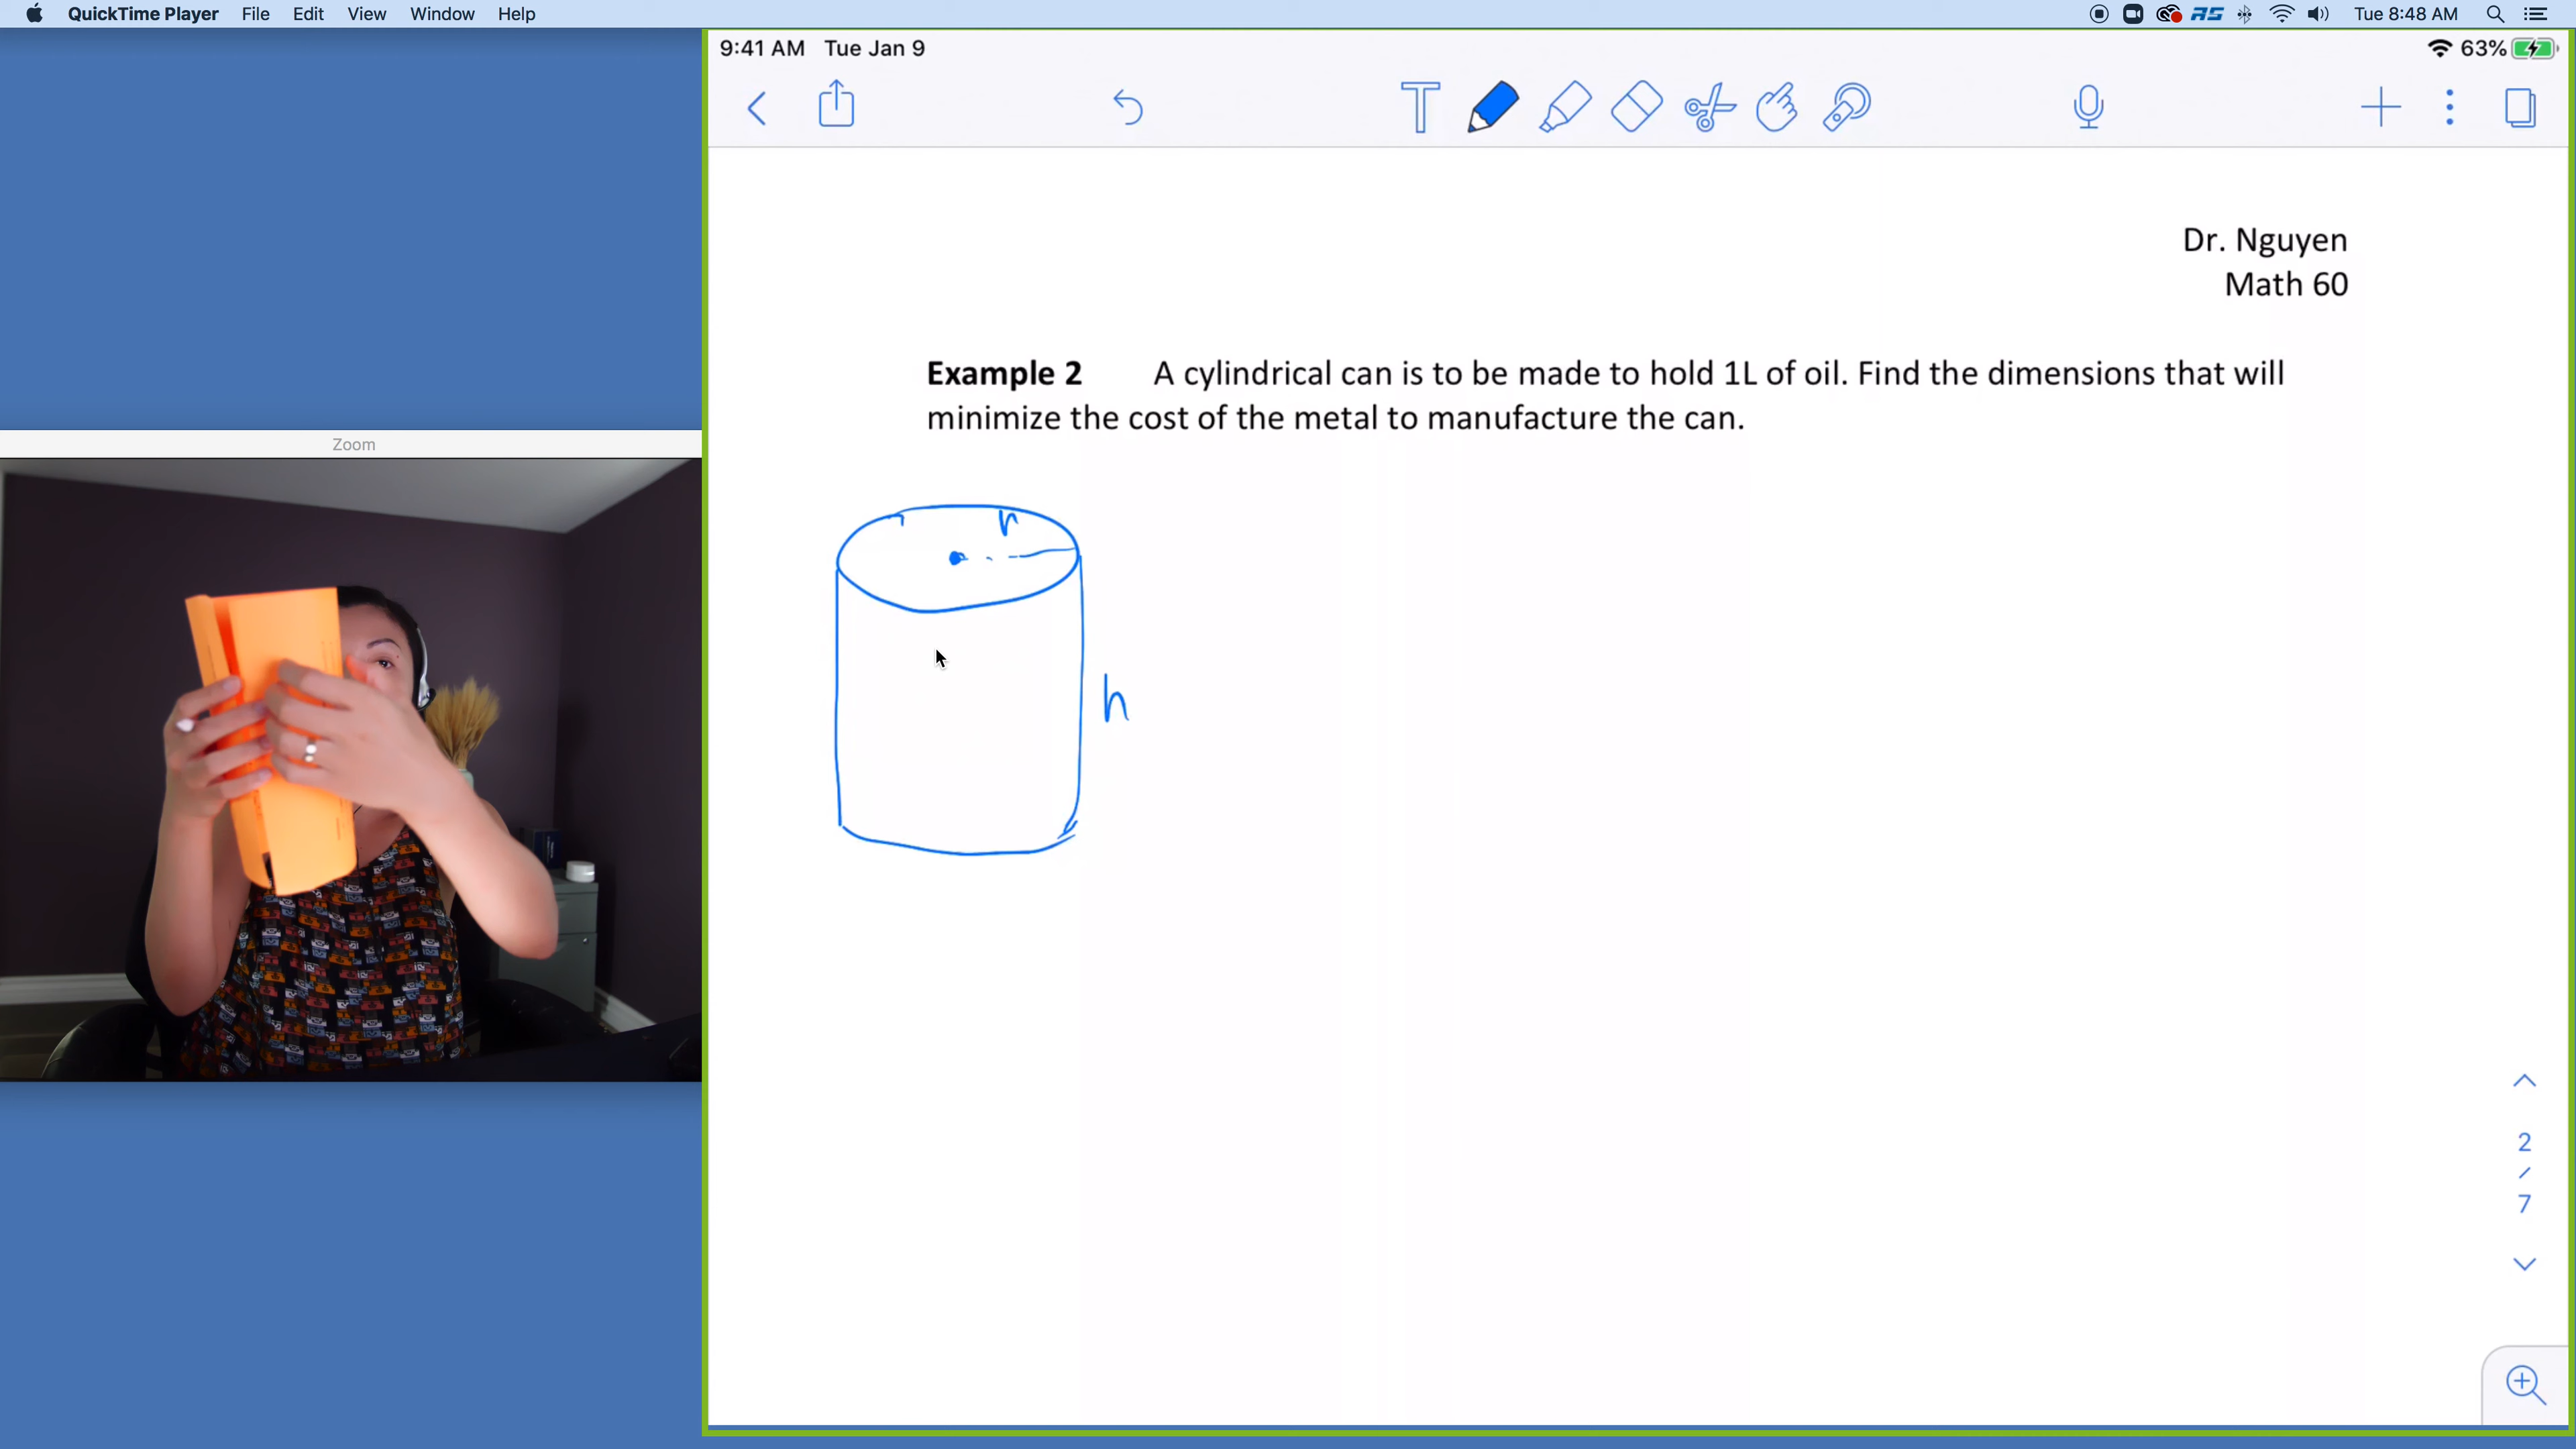 QuickTime Player File Edit View Window Help
Tue 8:48 AM
9:41 AM Tue Jan 9
63%
T
Dr. Nguyen
Math 60
Example 2 A cylindrical can is to be made to hold 1L of oil. Find the dimensions that will
minimize the cost of the metal to manufacture the can.
Zoom
r
h
2
/
7